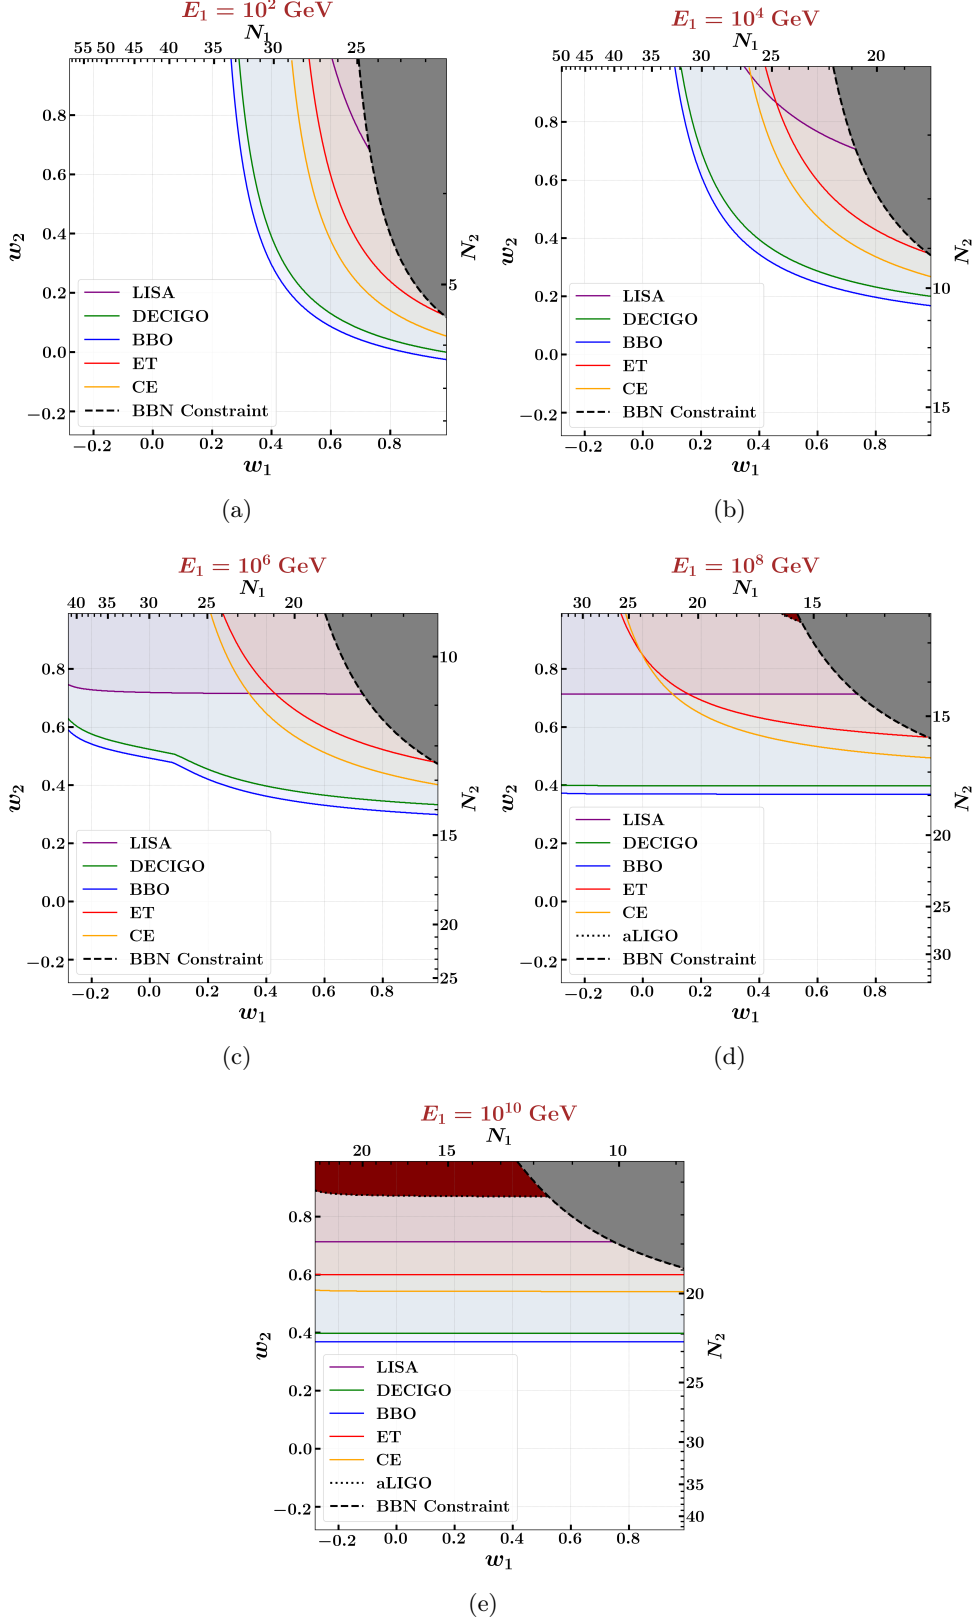 E₁ = 10² GeV
N₁
55 50 45 40 35 30 25
0.8
0.6
0.4
0.2
0.0
−0.2
w₂
5
N₂
LISA
DECIGO
BBO
ET
CE
BBN Constraint
−0.2 0.0 0.2 0.4 0.6 0.8
w₁
(a)
E₁ = 10⁴ GeV
N₁
50 45 40 35 30 25 20
0.8
0.6
0.4
0.2
0.0
−0.2
w₂
10
15
N₂
LISA
DECIGO
BBO
ET
CE
BBN Constraint
−0.2 0.0 0.2 0.4 0.6 0.8
w₁
(b)
E₁ = 10⁶ GeV
N₁
40 35 30 25 20
0.8
0.6
0.4
0.2
0.0
−0.2
w₂
10
15
20
25
N₂
LISA
DECIGO
BBO
ET
CE
BBN Constraint
−0.2 0.0 0.2 0.4 0.6 0.8
w₁
(c)
E₁ = 10⁸ GeV
N₁
30 25 20 15
0.8
0.6
0.4
0.2
0.0
−0.2
w₂
15
20
25
30
N₂
LISA
DECIGO
BBO
ET
CE
aLIGO
BBN Constraint
−0.2 0.0 0.2 0.4 0.6 0.8
w₁
(d)
E₁ = 10¹⁰ GeV
N₁
20 15 10
0.8
0.6
0.4
0.2
0.0
−0.2
w₂
20
25
30
35
40
N₂
LISA
DECIGO
BBO
ET
CE
aLIGO
BBN Constraint
−0.2 0.0 0.2 0.4 0.6 0.8
w₁
(e)